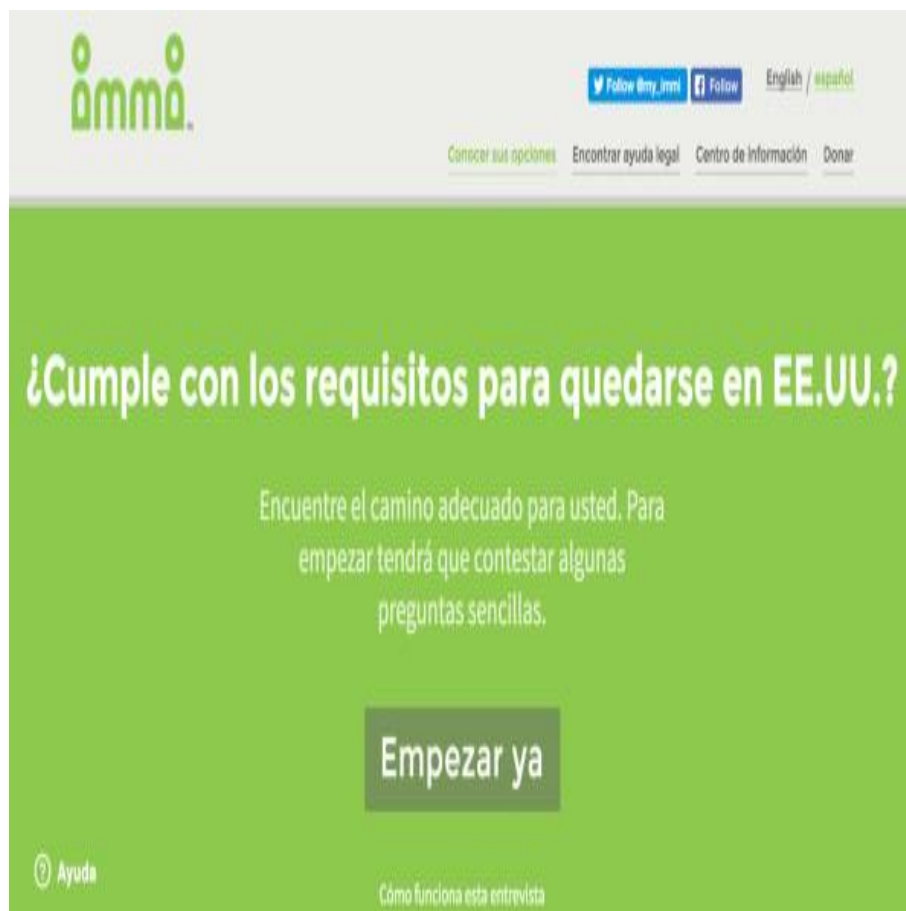 immi
Follow @my_immi
Follow
English / español
Conocer sus opciones
Encontrar ayuda legal
Centro de información
Donar
¿Cumple con los requisitos para quedarse en EE.UU.?
Encuentre el camino adecuado para usted. Para
empezar tendrá que contestar algunas
preguntas sencillas.
Empezar ya
? Ayuda
Cómo funciona esta entrevista